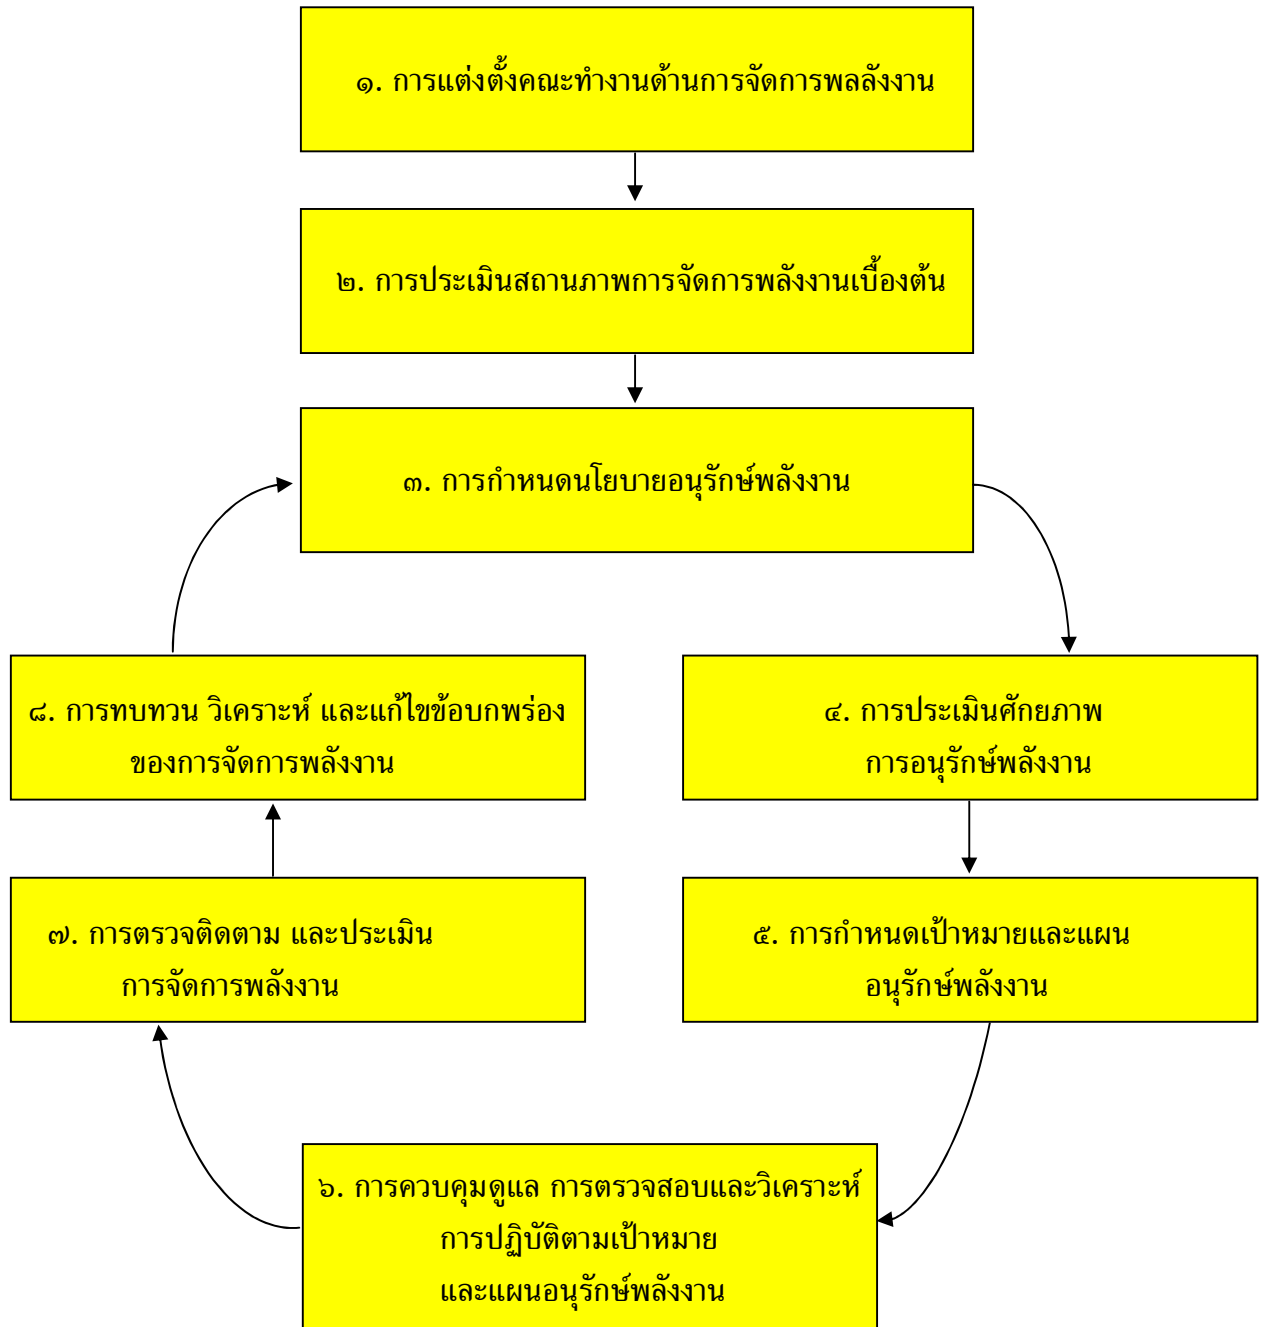 ๑. การแต่งตั้งคณะทำงานด้านการจัดการพลลังงาน
๒. การประเมินสถานภาพการจัดการพลังงานเบื้องต้น
๓. การกำหนดนโยบายอนุรักษ์พลังงาน
๘. การทบทวน วิเคราะห์ และแก้ไขข้อบกพร่อง
ของการจัดการพลังงาน
๔. การประเมินศักยภาพ
การอนุรักษ์พลังงาน
๗. การตรวจติดตาม และประเมิน
การจัดการพลังงาน
๕. การกำหนดเป้าหมายและแผน
อนุรักษ์พลังงาน
๖. การควบคุมดูแล การตรวจสอบและวิเคราะห์
การปฏิบัติตามเป้าหมาย
และแผนอนุรักษ์พลังงาน